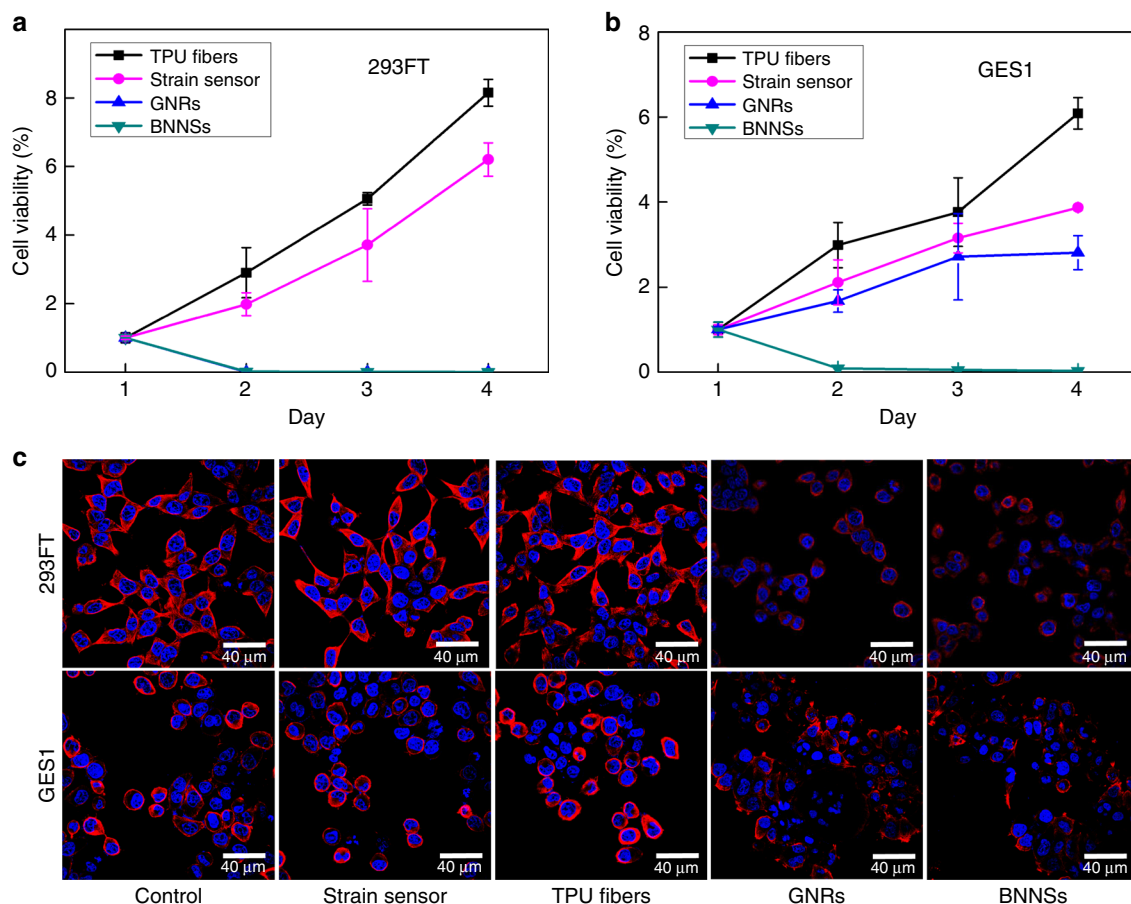 a
TPU fibers
Strain sensor
GNRs
BNNSs
293FT
Cell viability (%)
8
6
4
2
0
1 2 3 4
Day
b
TPU fibers
Strain sensor
GNRs
BNNSs
GES1
Cell viability (%)
8
6
4
2
0
1 2 3 4
Day
c
293FT
40 μm 40 μm 40 μm 40 μm 40 μm
GES1
40 μm 40 μm 40 μm 40 μm 40 μm
Control Strain sensor TPU fibers GNRs BNNSs